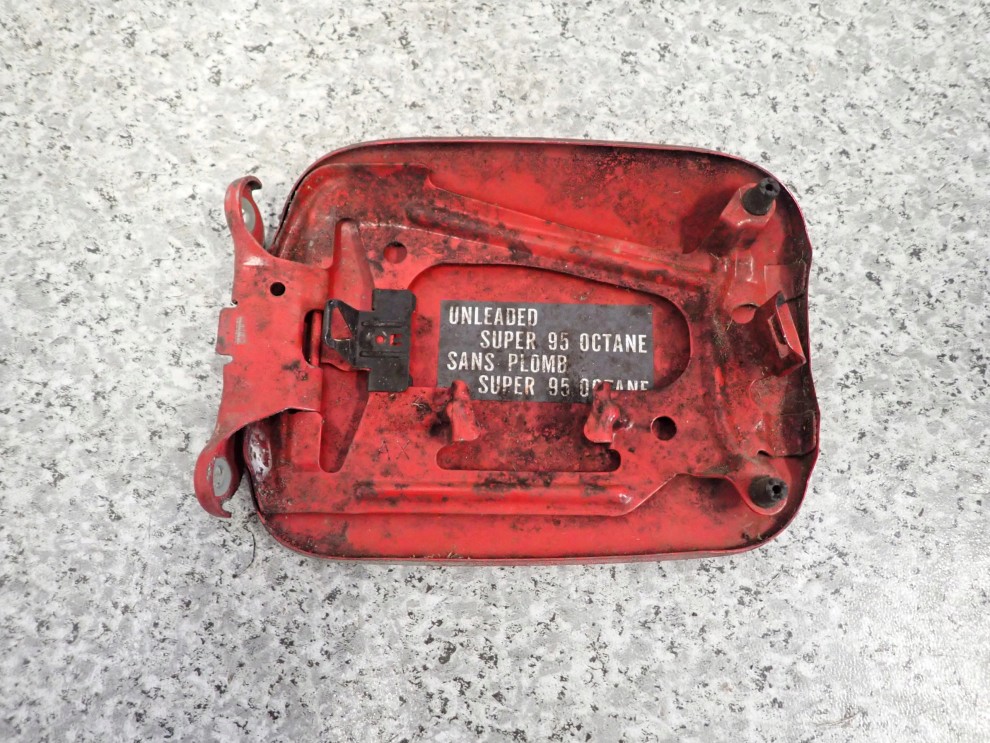 UNLEADED
SUPER 95 OCTANE
SANS PLOMB
SUPER 95 OCTANE